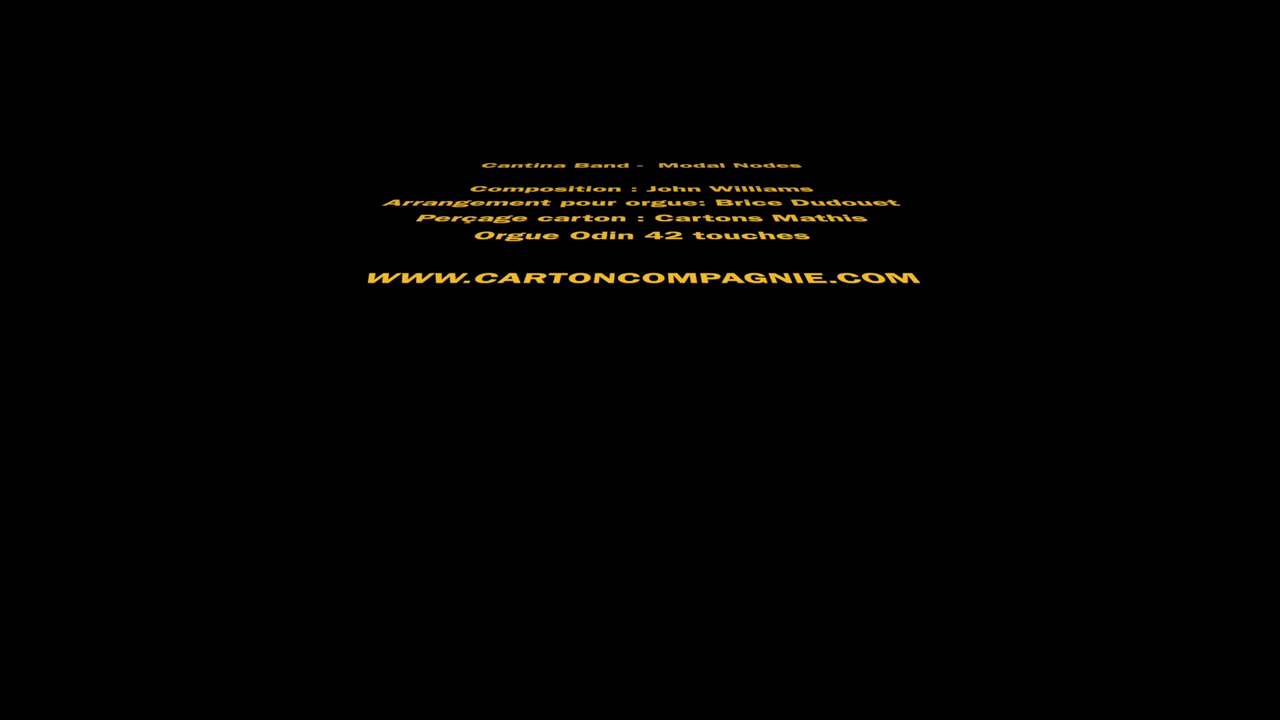 Cantina Band - Modal Nodes
Composition : John Williams
Arrangement pour orgue: Brice Dudouet
Perçage carton : Cartons Mathis
Orgue Odin 42 touches
WWW.CARTONCOMPAGNIE.COM